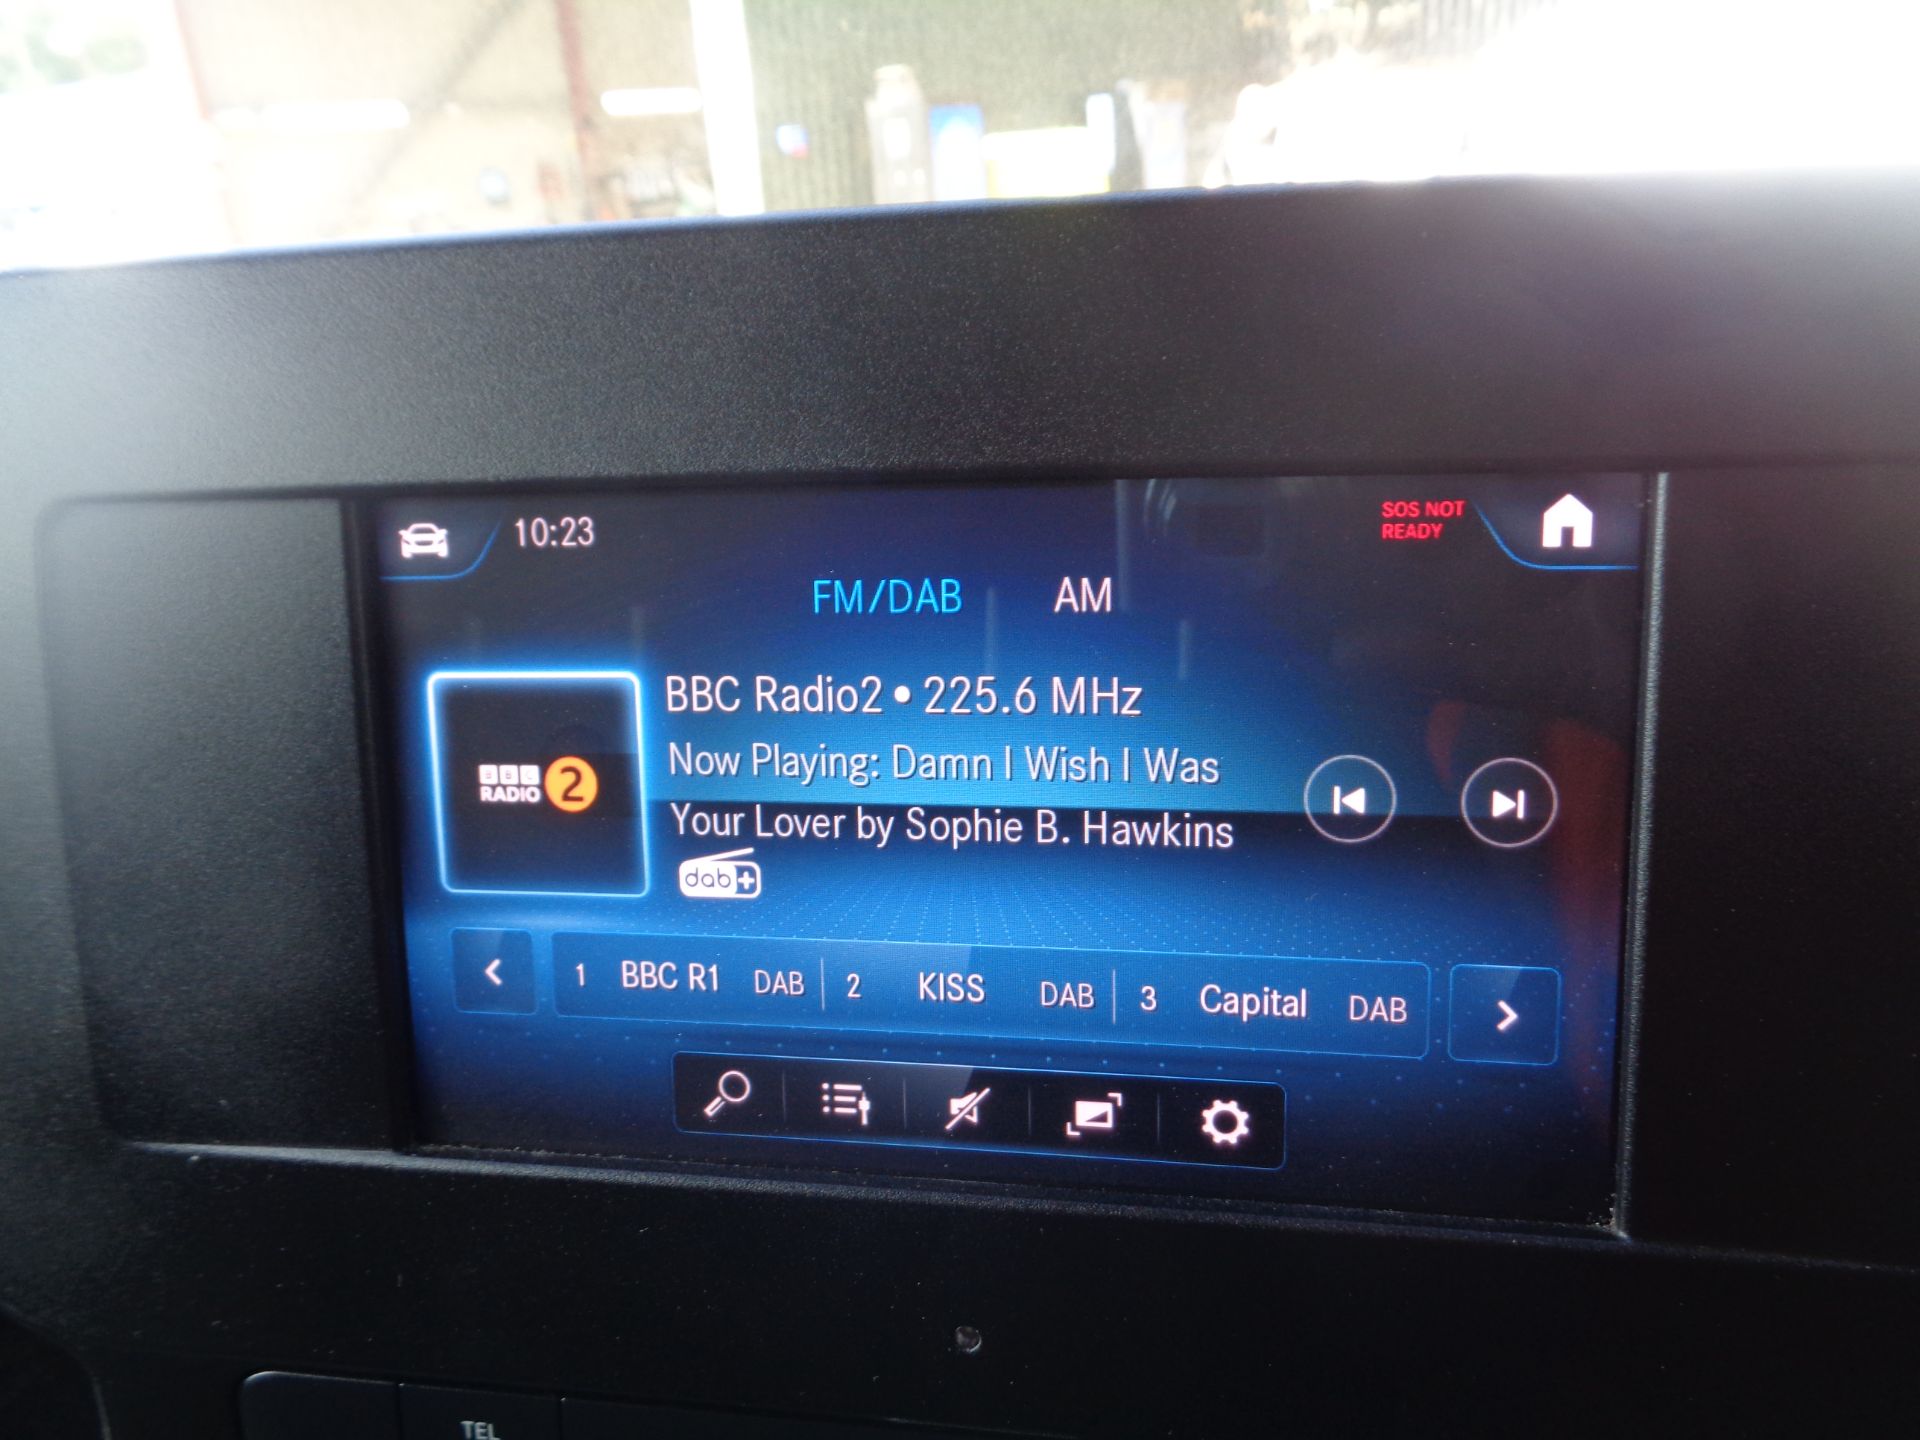 10:23
SOS NOT
READY
FM/DAB AM
BBC Radio2 • 225.6 MHz
Now Playing: Damn I Wish I Was
Your Lover by Sophie B. Hawkins
BBC
RADIO 2
dab+
1 BBC R1 DAB 2 KISS DAB 3 Capital DAB
TEL